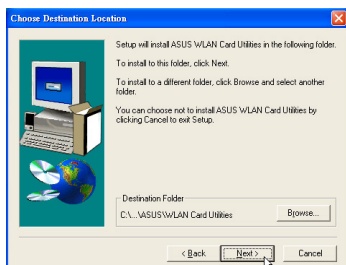 Choose Destination Location
Setup will install ASUS WLAN Card Utilities in the following folder.
To install to this folder, click Next.
To install to a different folder, click Browse and select another
folder.
You can choose not to install ASUS WLAN Card Utilities by
clicking Cancel to exit Setup.
Destination Folder
C:\...\ASUS\WLAN Card Utilities
Browse...
< Back
Next >
Cancel